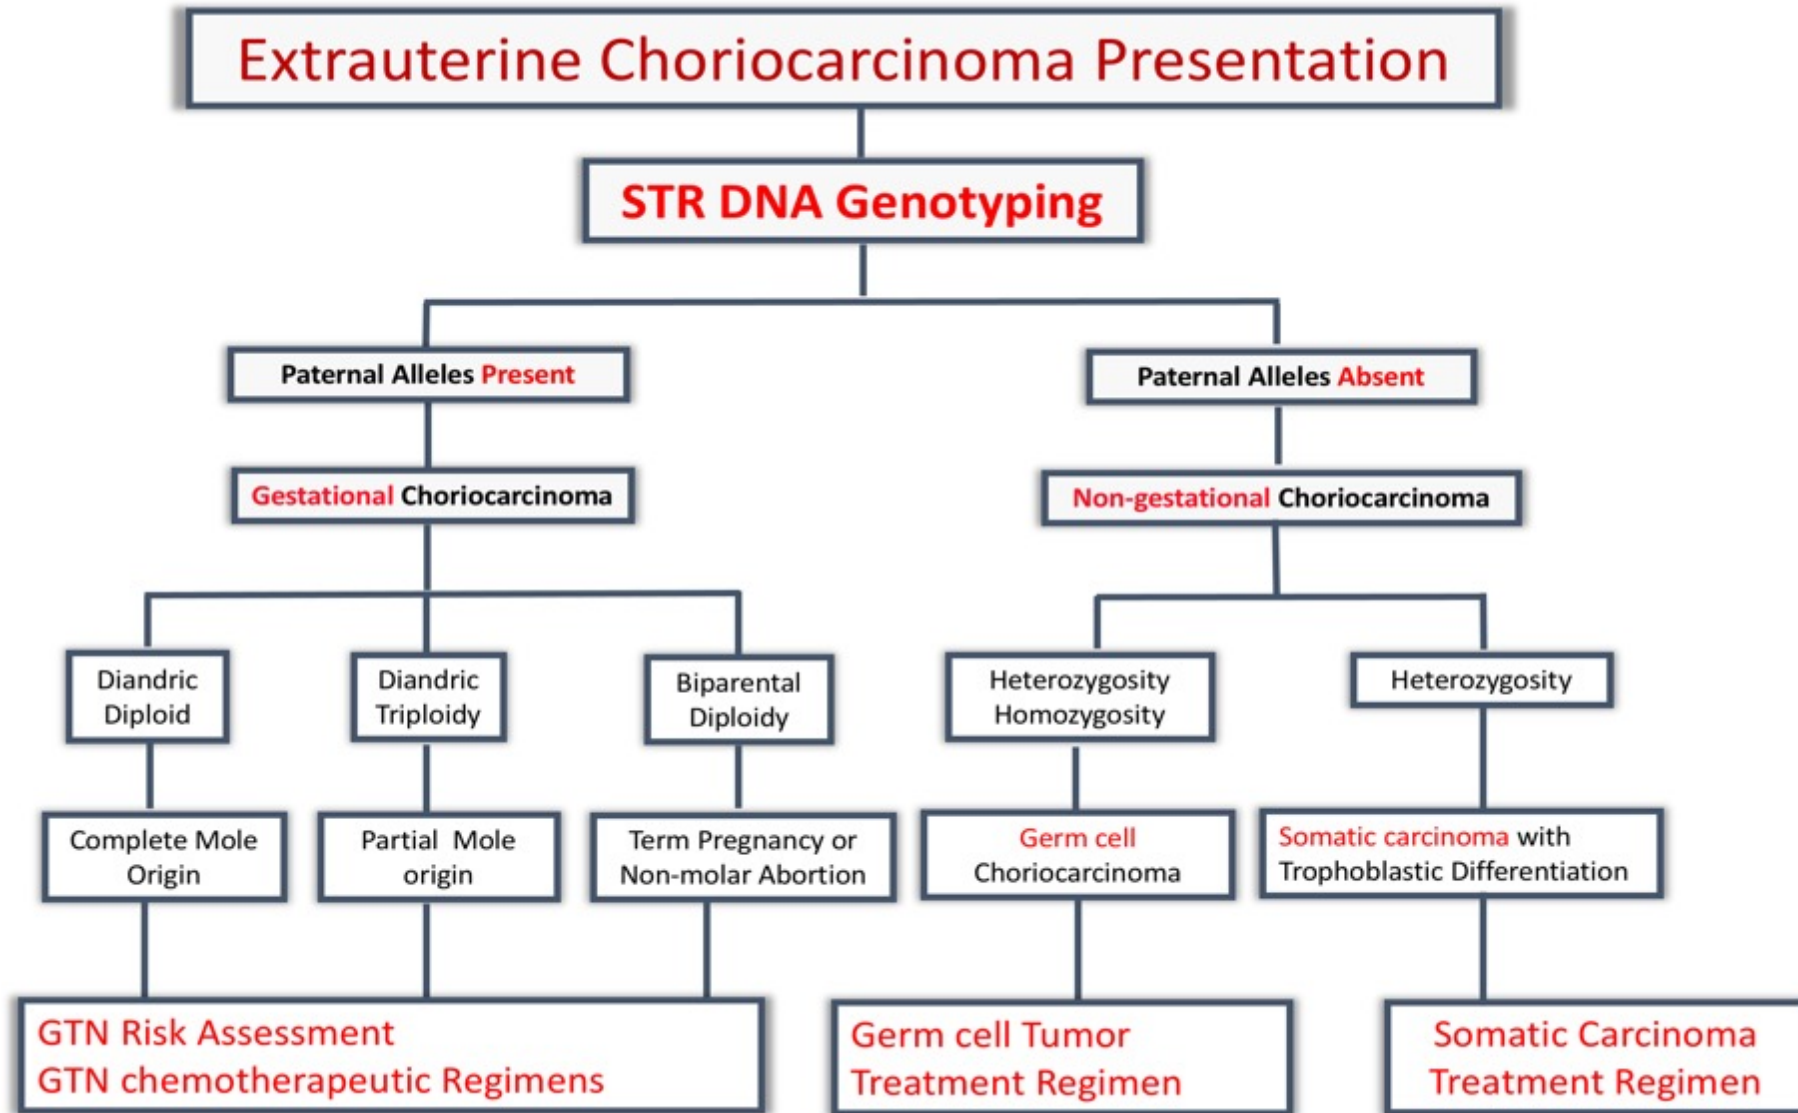 Extrauterine Choriocarcinoma Presentation
STR DNA Genotyping
Paternal Alleles Present
Paternal Alleles Absent
Gestational Choriocarcinoma
Non-gestational Choriocarcinoma
Diandric
Diploid
Diandric
Triploidy
Biparental
Diploidy
Heterozygosity
Homozygosity
Heterozygosity
Complete Mole
Origin
Partial Mole
origin
Term Pregnancy or
Non-molar Abortion
Germ cell
Choriocarcinoma
Somatic carcinoma with
Trophoblastic Differentiation
GTN Risk Assessment
GTN chemotherapeutic Regimens
Germ cell Tumor
Treatment Regimen
Somatic Carcinoma
Treatment Regimen